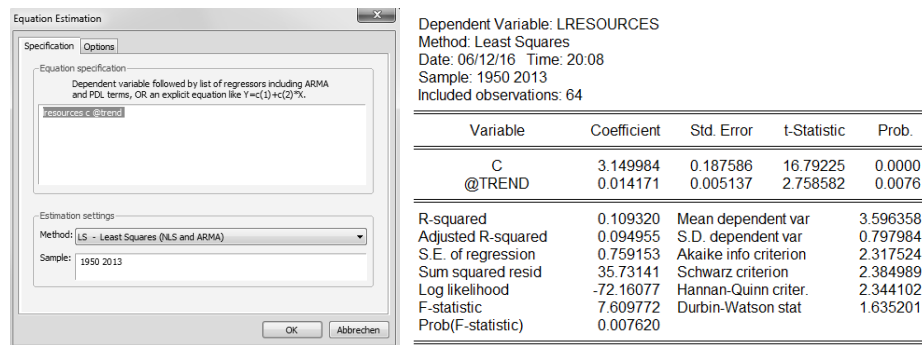 Equation Estimation
Specification Options
Equation specification
Dependent variable followed by list of regressors including ARMA
and PDL terms, OR an explicit equation like Y=c(1)+c(2)*X.
lresources c @trend
Estimation settings
Method: LS - Least Squares (NLS and ARMA)
Sample: 1950 2013
OK Abbrechen
Dependent Variable: LRESOURCES
Method: Least Squares
Date: 06/12/16 Time: 20:08
Sample: 1950 2013
Included observations: 64
Variable Coefficient Std. Error t-Statistic Prob.
C 3.149984 0.187586 16.79225 0.0000
@TREND 0.014171 0.005137 2.758582 0.0076
R-squared 0.109320 Mean dependent var 3.596358
Adjusted R-squared 0.094955 S.D. dependent var 0.797984
S.E. of regression 0.759153 Akaike info criterion 2.317524
Sum squared resid 35.73141 Schwarz criterion 2.384989
Log likelihood -72.16077 Hannan-Quinn criter. 2.344102
F-statistic 7.609772 Durbin-Watson stat 1.635201
Prob(F-statistic) 0.007620